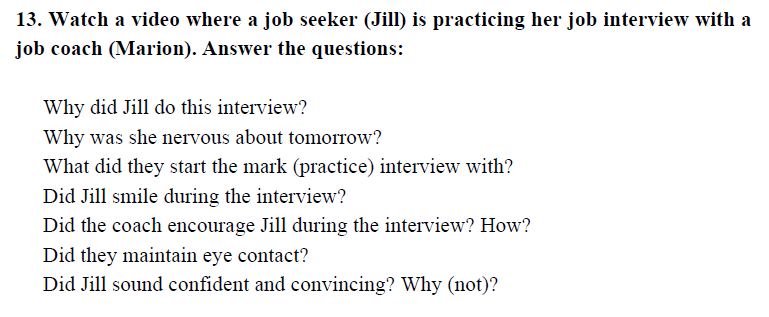 13. Watch a video where a job seeker (Jill) is practicing her job interview with a
job coach (Marion). Answer the questions:
Why did Jill do this interview?
Why was she nervous about tomorrow?
What did they start the mark (practice) interview with?
Did Jill smile during the interview?
Did the coach encourage Jill during the interview? How?
Did they maintain eye contact?
Did Jill sound confident and convincing? Why (not)?